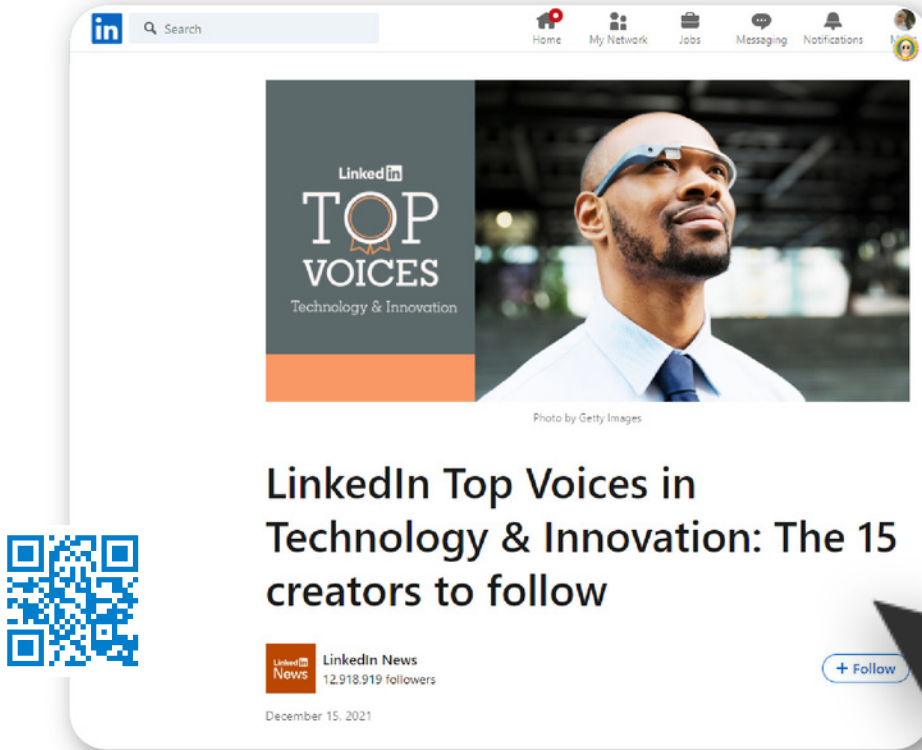 in
Search
Home
My Network
Jobs
Messaging
Notifications
Linked in
TOP
VOICES
Technology & Innovation
Photo by Getty Images
LinkedIn Top Voices in
Technology & Innovation: The 15
creators to follow
Linked in
News
LinkedIn News
12,918,919 followers
+ Follow
December 15, 2021